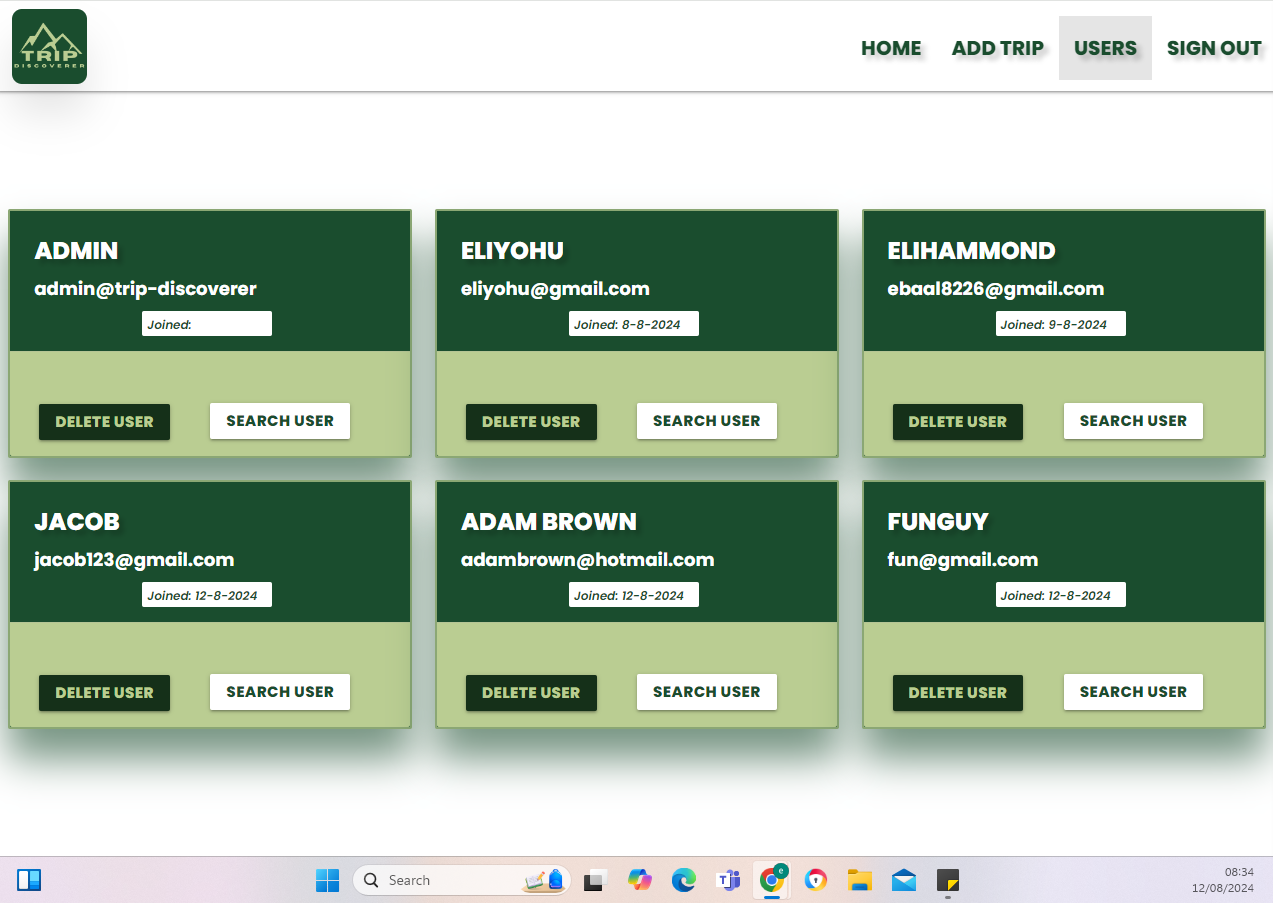 TRIP
DISCOVERER
HOME ADD TRIP USERS SIGN OUT
ADMIN
admin@trip-discoverer
Joined:
DELETE USER SEARCH USER
ELIYOHU
eliyohu@gmail.com
Joined: 8-8-2024
DELETE USER SEARCH USER
ELIHAMMOND
ebaal8226@gmail.com
Joined: 9-8-2024
DELETE USER SEARCH USER
JACOB
jacob123@gmail.com
Joined: 12-8-2024
DELETE USER SEARCH USER
ADAM BROWN
adambrown@hotmail.com
Joined: 12-8-2024
DELETE USER SEARCH USER
FUNGUY
fun@gmail.com
Joined: 12-8-2024
DELETE USER SEARCH USER
Search
T
e
08:34
12/08/2024